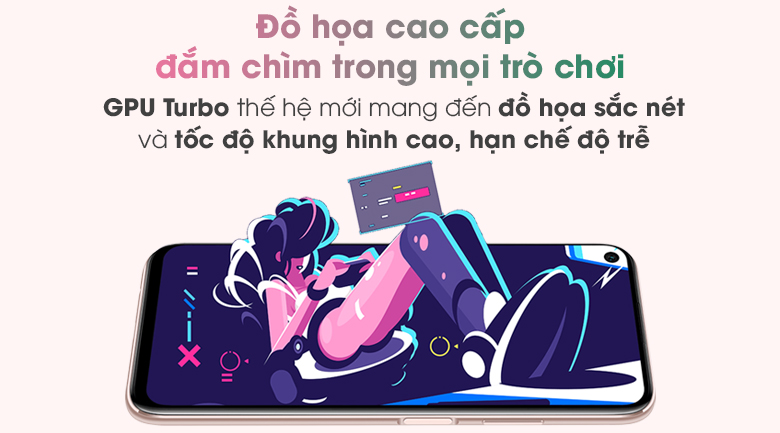 Đồ họa cao cấp
đắm chìm trong mọi trò chơi
GPU Turbo thế hệ mới mang đến đồ họa sắc nét
và tốc độ khung hình cao, hạn chế độ trễ